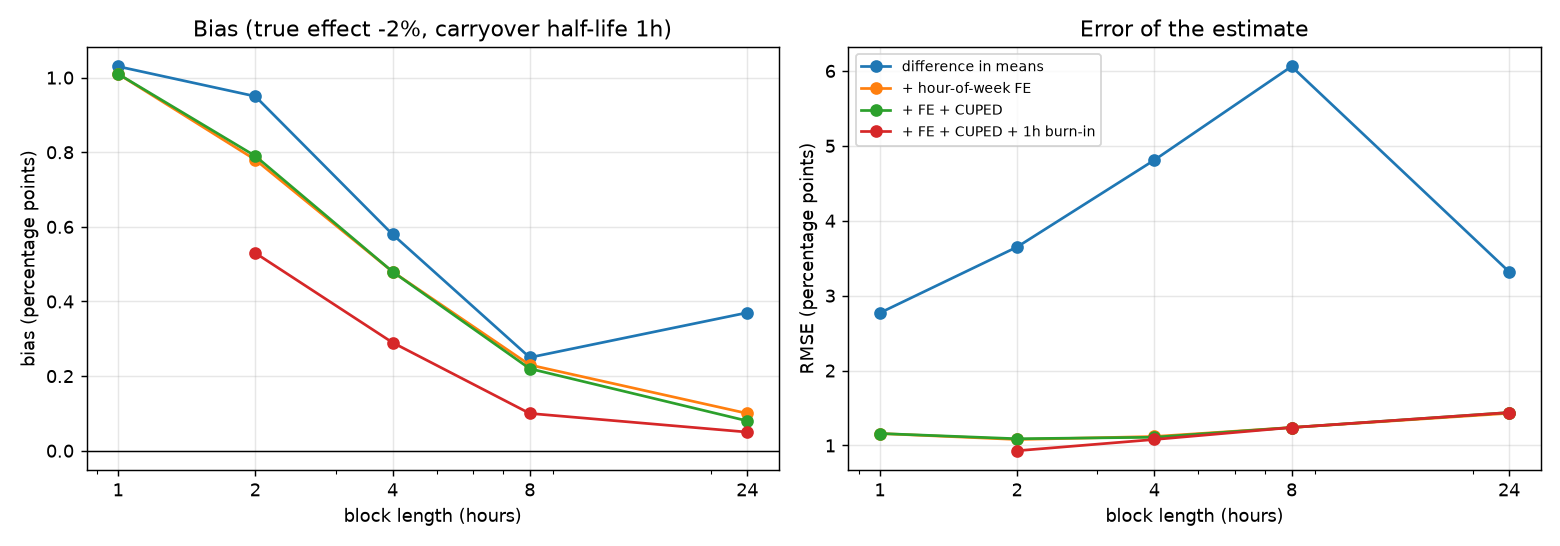 Bias (true effect -2%, carryover half-life 1h)
bias (percentage points)
1.0
0.8
0.6
0.4
0.2
0.0
1 2 4 8 24
block length (hours)
Error of the estimate
RMSE (percentage points)
6
5
4
3
2
1
difference in means
+ hour-of-week FE
+ FE + CUPED
+ FE + CUPED + 1h burn-in
1 2 4 8 24
block length (hours)